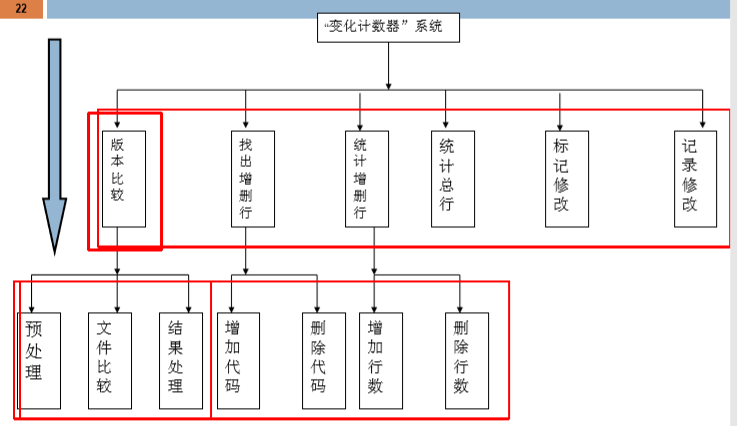 22
“变化计数器”系统
版本比较
找出增删行
统计增删行
统计总行
标记修改
记录修改
预处理
文件比较
结果处理
增加代码
删除代码
增加行数
删除行数